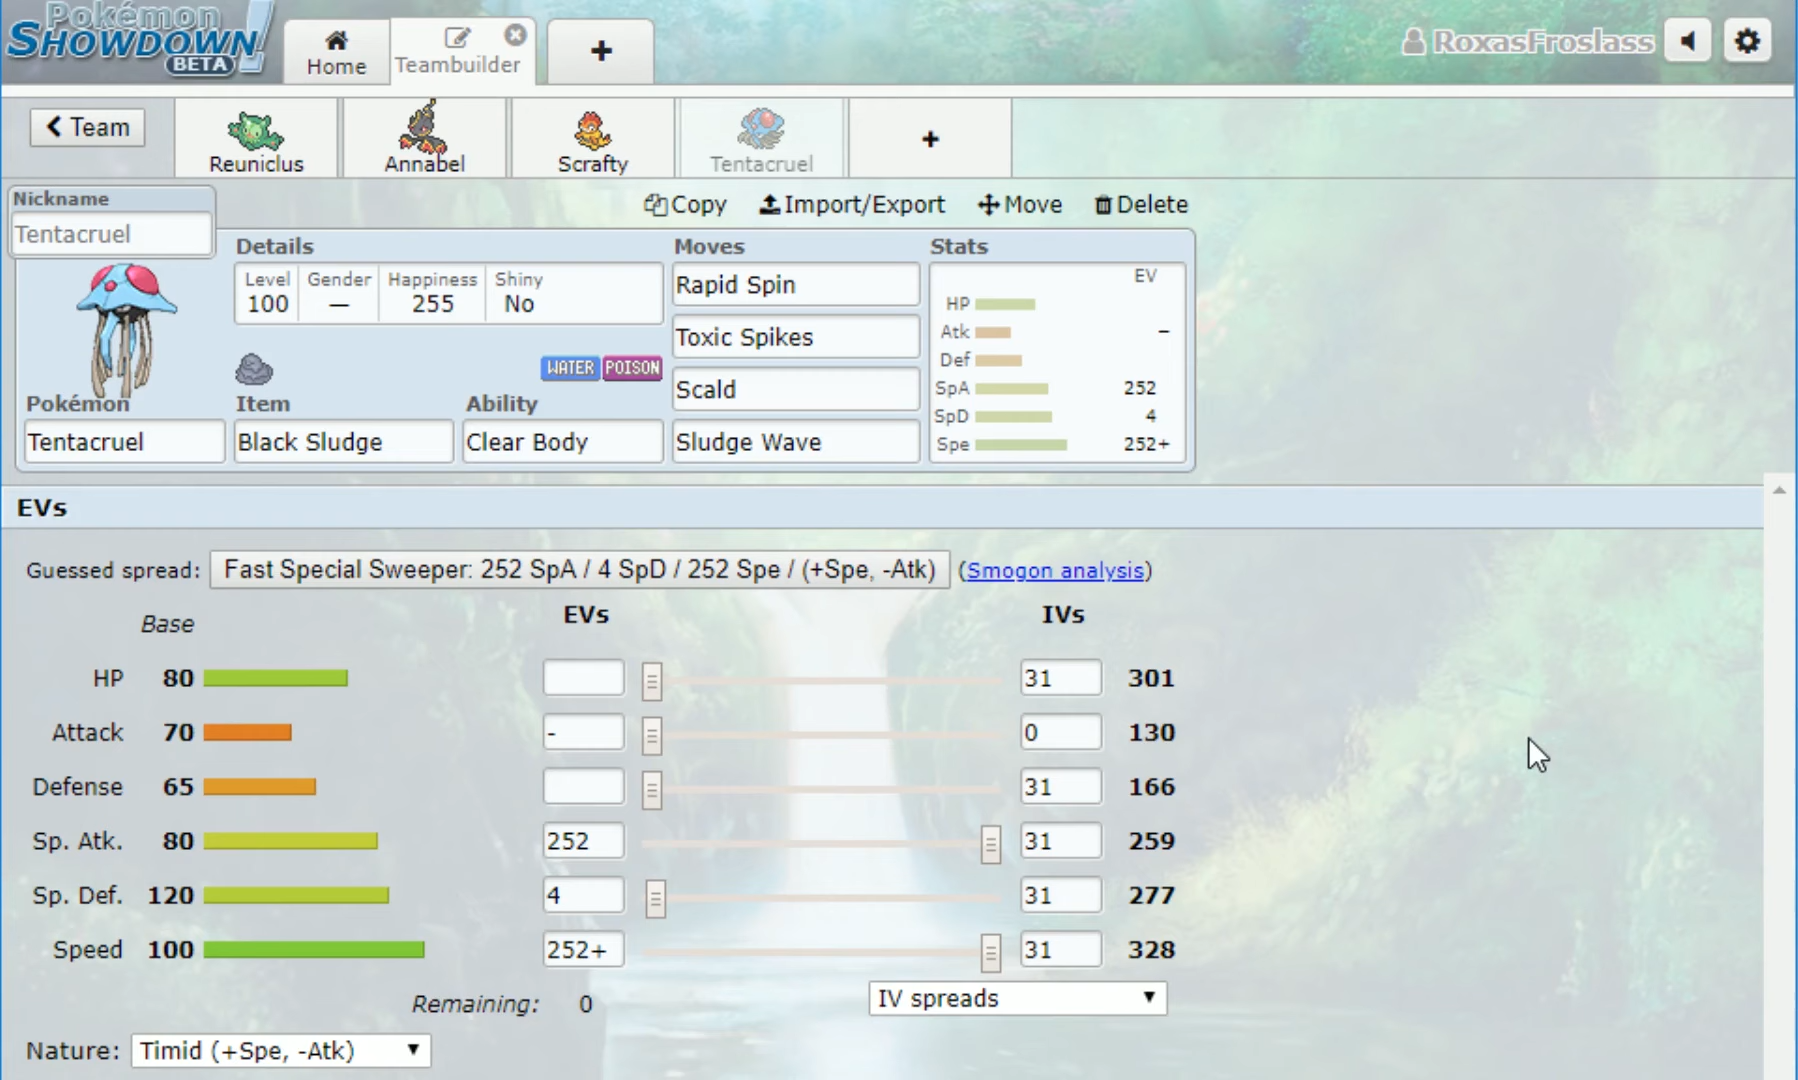 Pokémon
SHOWDOWN!
BETA
Home
Teambuilder
+
RoxasFroslass
Team
Reuniclus
Annabel
Scrafty
Tentacruel
+
Nickname
Tentacruel
Copy
Import/Export
Move
Delete
Details
Level
100
Gender
—
Happiness
255
Shiny
No
WATER
POISON
Pokémon
Tentacruel
Item
Black Sludge
Ability
Clear Body
Moves
Rapid Spin
Toxic Spikes
Scald
Sludge Wave
Stats
EV
HP
Atk –
Def
SpA 252
SpD 4
Spe 252+
EVs
Guessed spread: Fast Special Sweeper: 252 SpA / 4 SpD / 252 Spe / (+Spe, -Atk) (Smogon analysis)
Base EVs IVs
HP 80 31 301
Attack 70 - 0 130
Defense 65 31 166
Sp. Atk. 80 252 31 259
Sp. Def. 120 4 31 277
Speed 100 252+ 31 328
Remaining: 0
IV spreads
Nature: Timid (+Spe, -Atk)